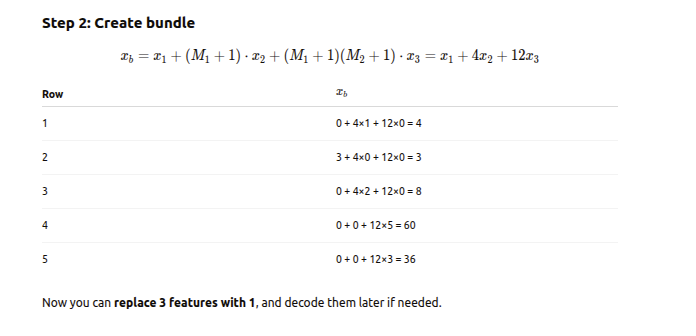 Step 2: Create bundle
x_b = x_1 + (M_1 + 1) · x_2 + (M_1 + 1)(M_2 + 1) · x_3 = x_1 + 4x_2 + 12x_3
Row x_b
1 0 + 4×1 + 12×0 = 4
2 3 + 4×0 + 12×0 = 3
3 0 + 4×2 + 12×0 = 8
4 0 + 0 + 12×5 = 60
5 0 + 0 + 12×3 = 36
Now you can replace 3 features with 1, and decode them later if needed.